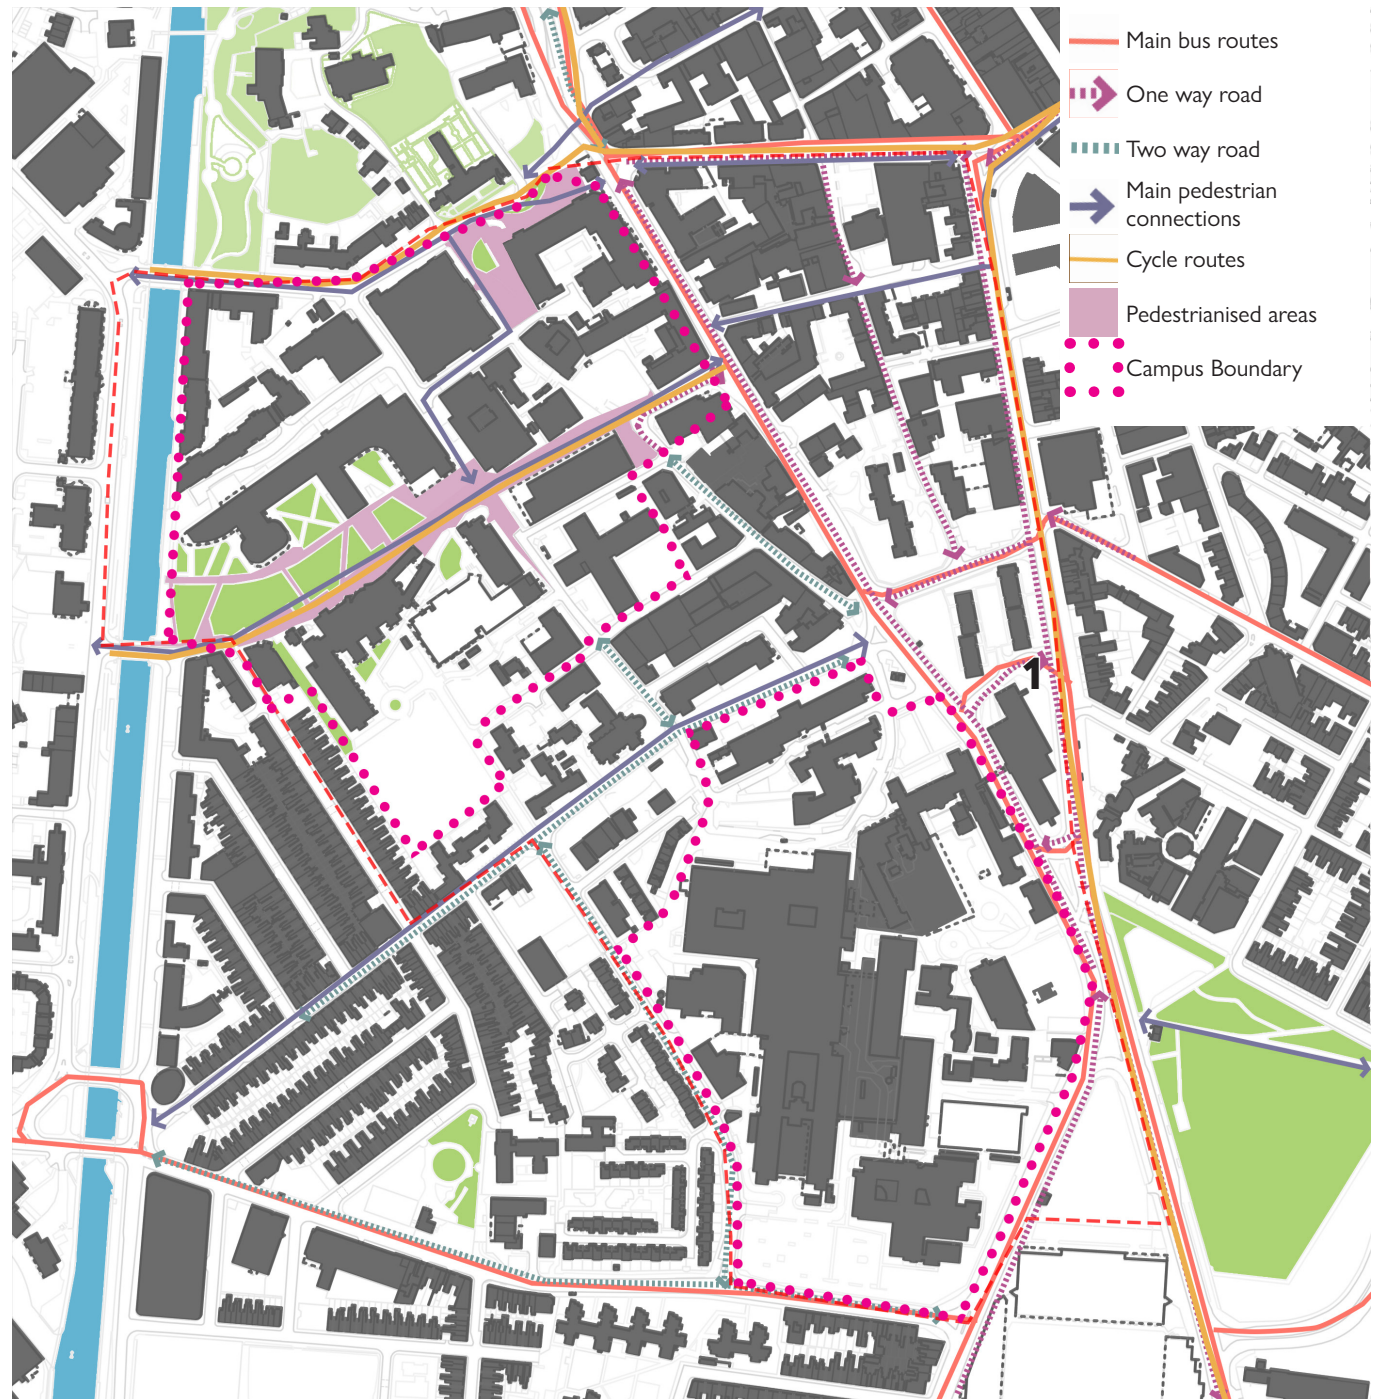 Main bus routes
One way road
Two way road
Main pedestrian
connections
Cycle routes
Pedestrianised areas
Campus Boundary
1